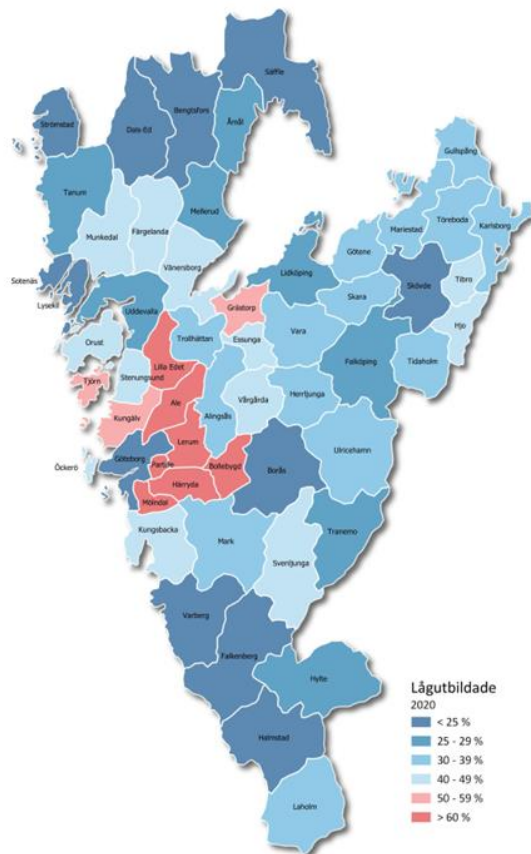 Säffle
Bengtsfors
Strömstad
Dals-Ed
Åmål
Gullspång
Tanum
Mellerud
Töreboda
Mariestad
Karlsborg
Munkedal
Färgelanda
Götene
Vänersborg
Lidköping
Sotenäs
Skövde
Tibro
Lysekil
Skara
Grästorp
Uddevalla
Hjo
Vara
Trollhättan
Essunga
Orust
Falköping
Tidaholm
Lilla Edet
Stenungsund
Tjörn
Vårgårda
Herrljunga
Ale
Kungälv
Alingsås
Lerum
Ulricehamn
Göteborg
Öckerö
Partille
Bollebygd
Borås
Härryda
Mölndal
Kungsbacka
Tranemo
Mark
Svenljunga
Varberg
Falkenberg
Hylte
Lågutbildade
2020
< 25 %
25 - 29 %
30 - 39 %
40 - 49 %
50 - 59 %
> 60 %
Halmstad
Laholm